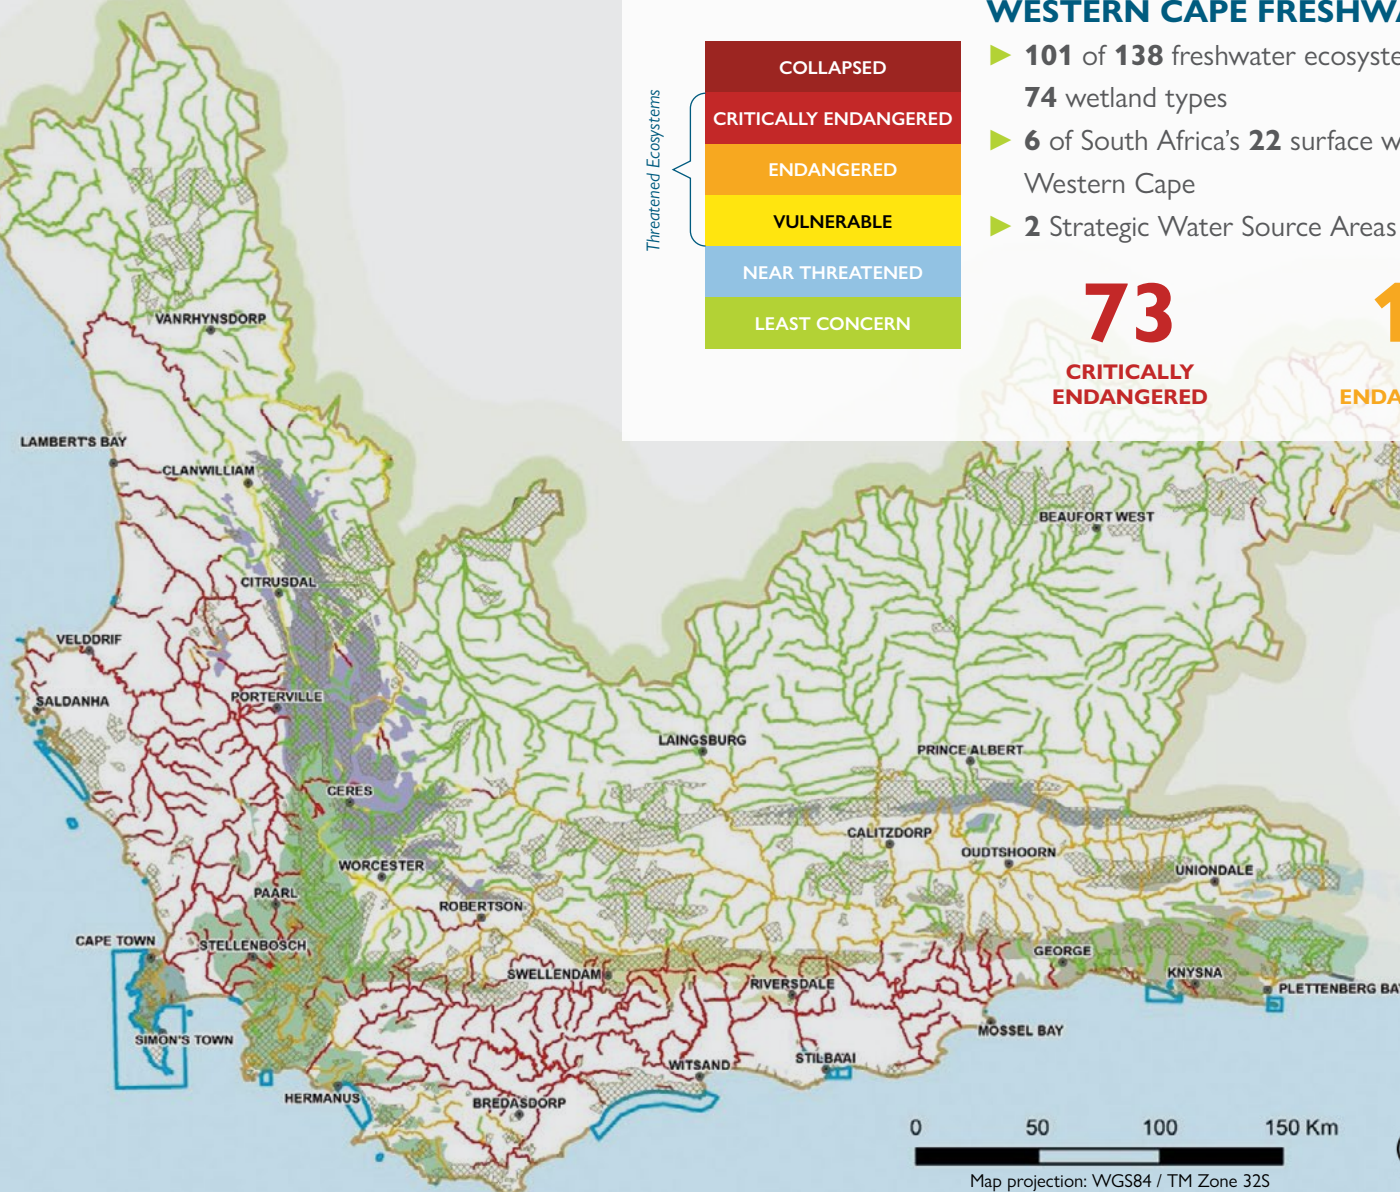 WESTERN CAPE FRESHWA
COLLAPSED
CRITICALLY ENDANGERED
ENDANGERED
VULNERABLE
NEAR THREATENED
LEAST CONCERN
Threatened Ecosystems
► 101 of 138 freshwater ecosyste
74 wetland types
► 6 of South Africa's 22 surface w
Western Cape
► 2 Strategic Water Source Areas
73
CRITICALLY
ENDANGERED
1
ENDA
VANRHYNSDORP
LAMBERT'S BAY
CLANWILLIAM
BEAUFORT WEST
CITRUSDAL
VELDDRIF
SALDANHA
PORTERVILLE
LAINGSBURG
PRINCE ALBERT
CERES
CALITZDORP
OUDTSHOORN
WORCESTER
UNIONDALE
PAARL
ROBERTSON
CAPE TOWN
STELLENBOSCH
GEORGE
SWELLENDAM
RIVERSDALE
KNYSNA
PLETTENBERG BAY
MOSSEL BAY
SIMON'S TOWN
WITSAND
STILBAAI
HERMANUS
BREDASDORP
0 50 100 150 Km
Map projection: WGS84 / TM Zone 32S